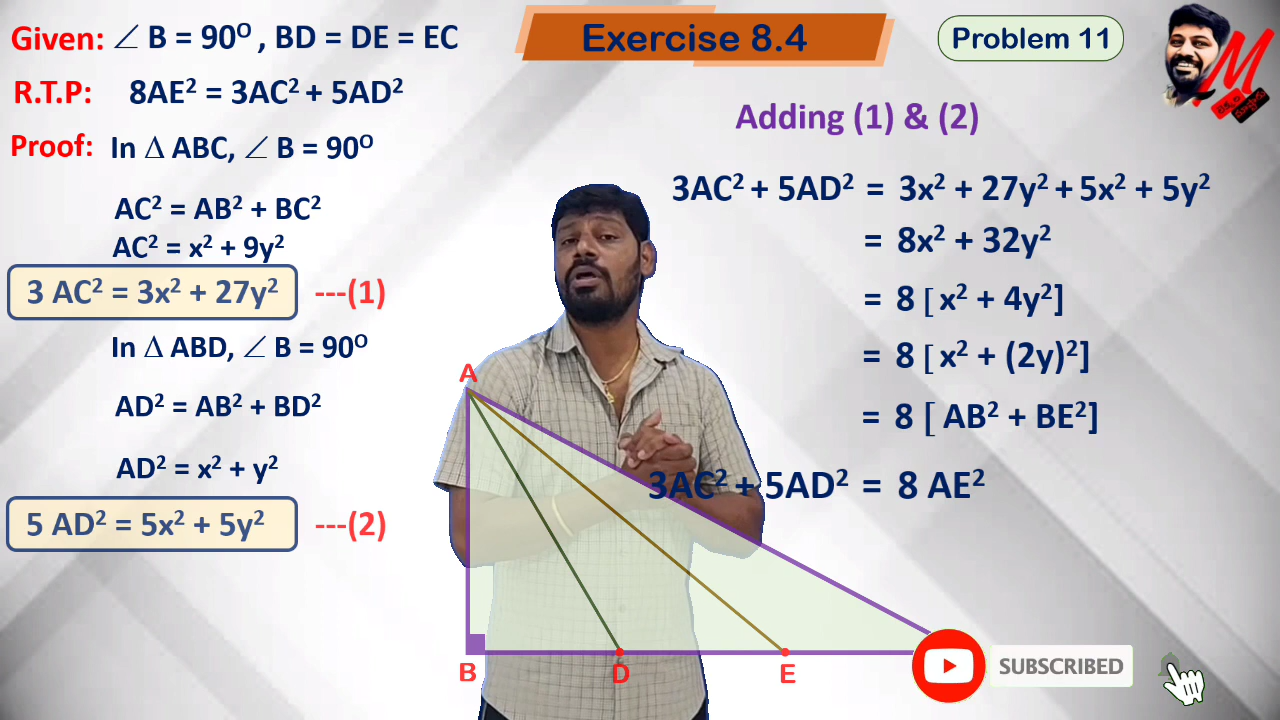 Given: ∠ B = 90⁰ , BD = DE = EC
R.T.P: 8AE² = 3AC² + 5AD²
Proof: In Δ ABC, ∠ B = 90⁰
AC² = AB² + BC²
AC² = x² + 9y²
3 AC² = 3x² + 27y² ---(1)
In Δ ABD, ∠ B = 90⁰
AD² = AB² + BD²
AD² = x² + y²
5 AD² = 5x² + 5y² ---(2)
Exercise 8.4
Problem 11
M
Adding (1) & (2)
3AC² + 5AD² = 3x² + 27y² + 5x² + 5y²
= 8x² + 32y²
= 8 [ x² + 4y²]
= 8 [ x² + (2y)²]
= 8 [ AB² + BE²]
3AC² + 5AD² = 8 AE²
A
B
D
E
SUBSCRIBED